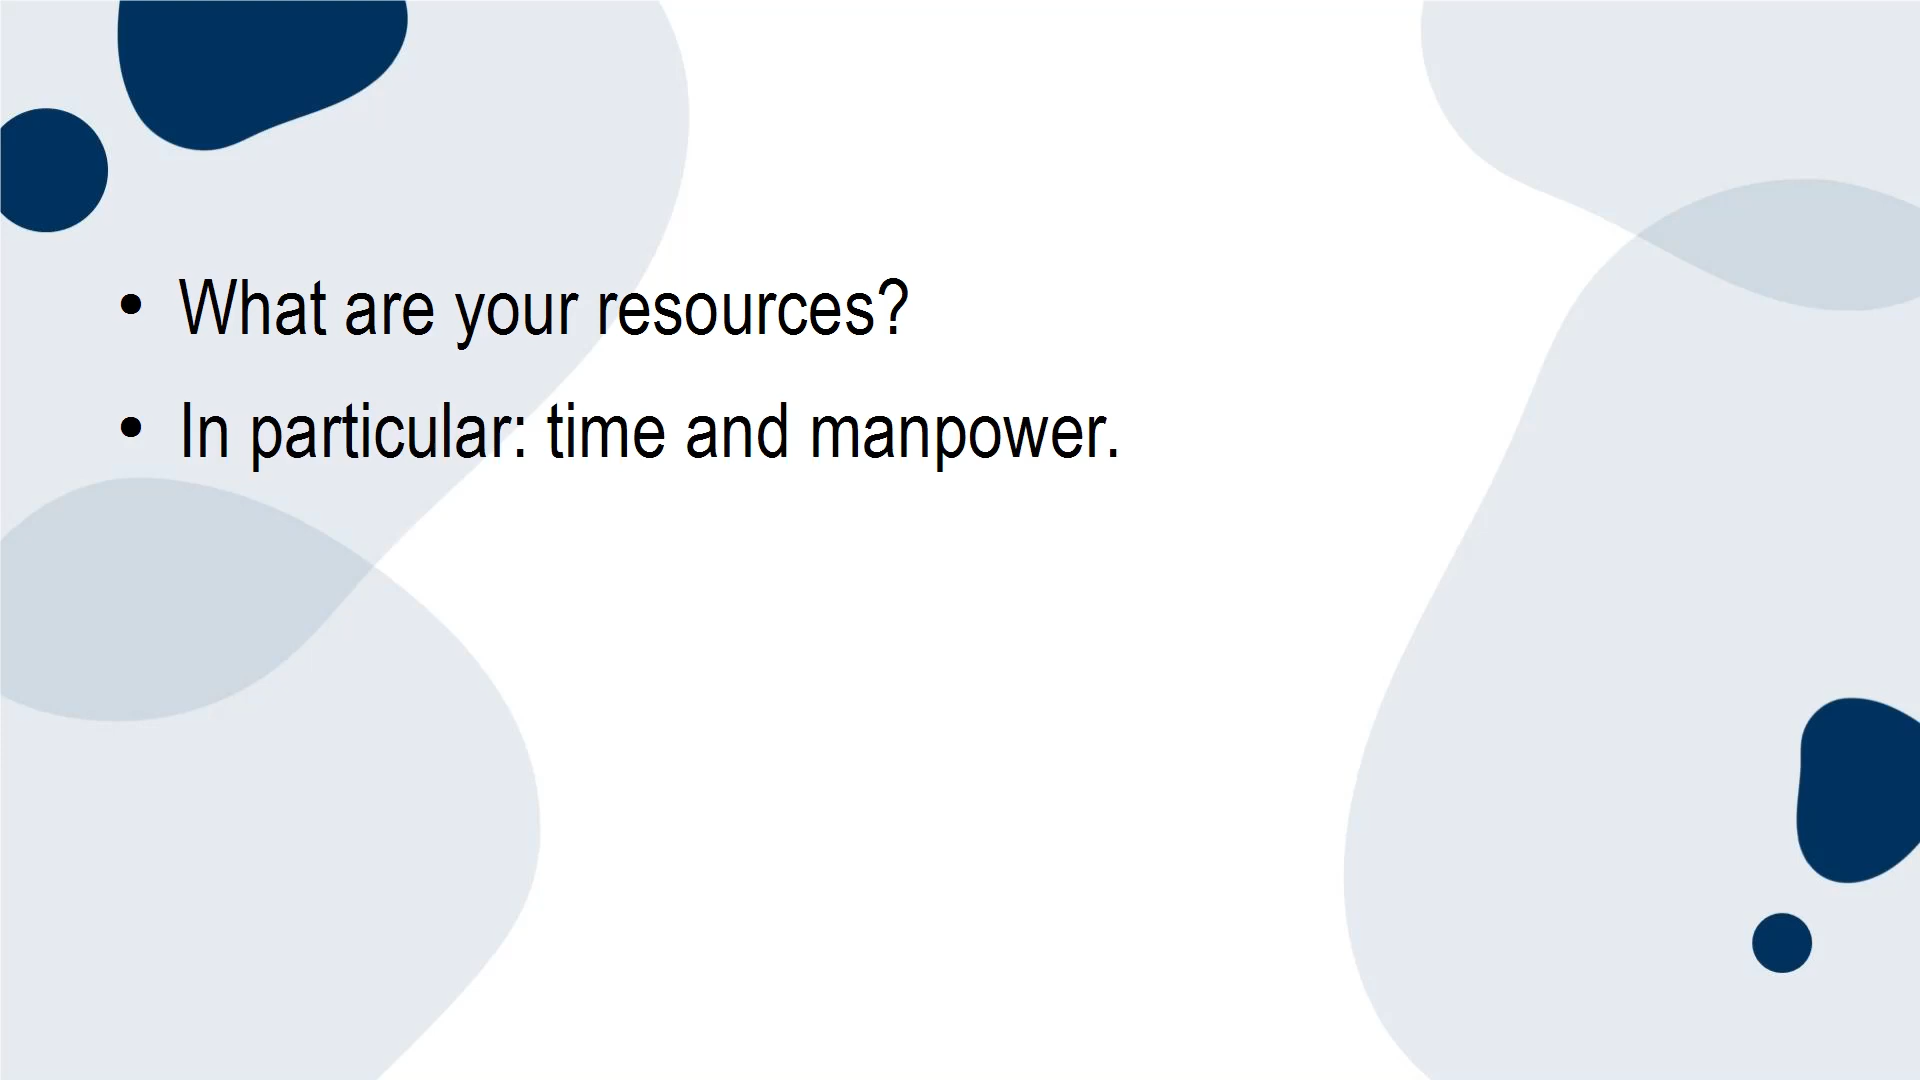 • What are your resources?
• In particular: time and manpower.